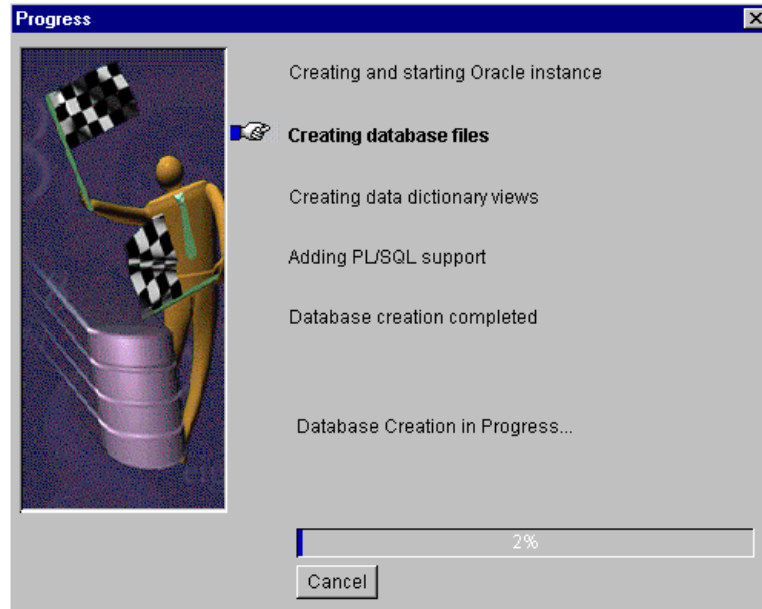 Progress
Creating and starting Oracle instance
Creating database files
Creating data dictionary views
Adding PL/SQL support
Database creation completed
Database Creation in Progress...
2%
Cancel